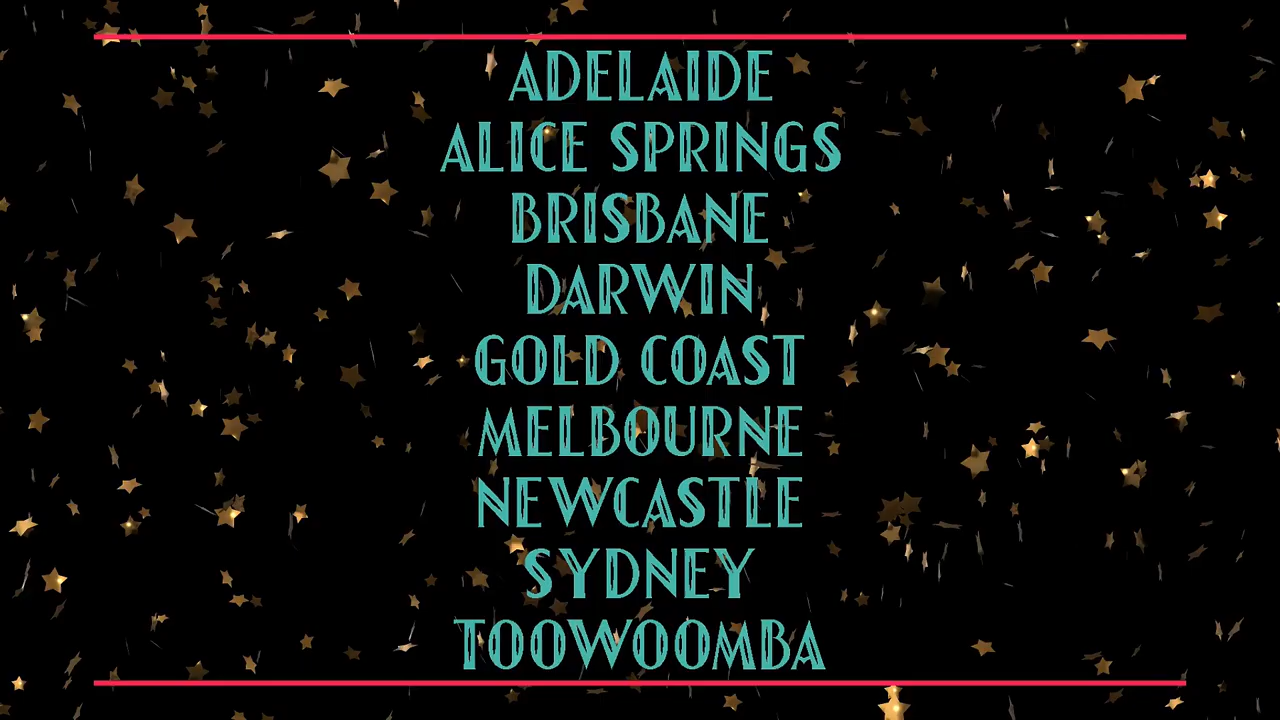 ADELAIDE
ALICE SPRINGS
BRISBANE
DARWIN
GOLD COAST
MELBOURNE
NEWCASTLE
SYDNEY
TOOWOOMBA